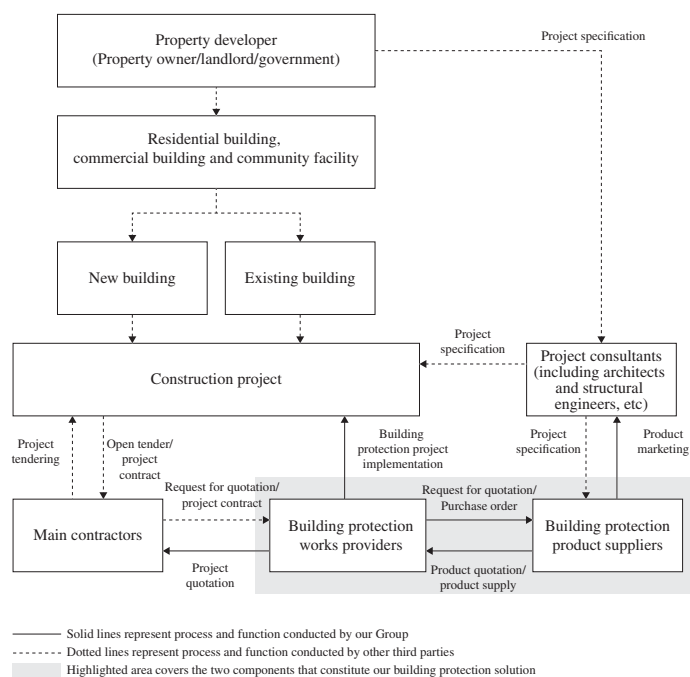 Property developer
(Property owner/landlord/government)
Project specification
Residential building,
commercial building and community facility
New building
Existing building
Project
specification
Construction project
Project consultants
(including architects
and structural
engineers, etc)
Project
tendering
Open tender/
project
contract
Building
protection project
implementation
Project
specification
Product
marketing
Request for quotation/
project contract
Request for quotation/
Purchase order
Main contractors
Building protection
works providers
Building protection
product suppliers
Project
quotation
Product quotation/
product supply
Solid lines represent process and function conducted by our Group
Dotted lines represent process and function conducted by other third parties
Highlighted area covers the two components that constitute our building protection solution